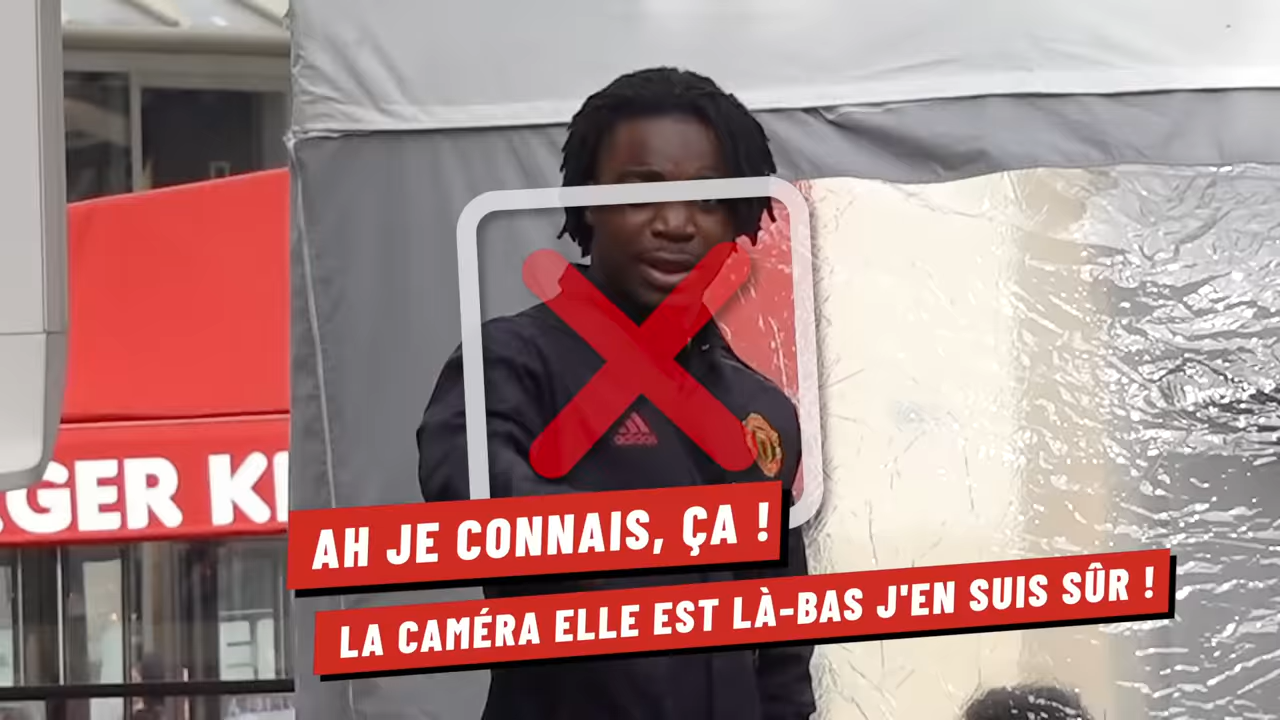 GER KI
adidas
AH JE CONNAIS, ÇA !
LA CAMÉRA ELLE EST LÀ-BAS J'EN SUIS SÛR !